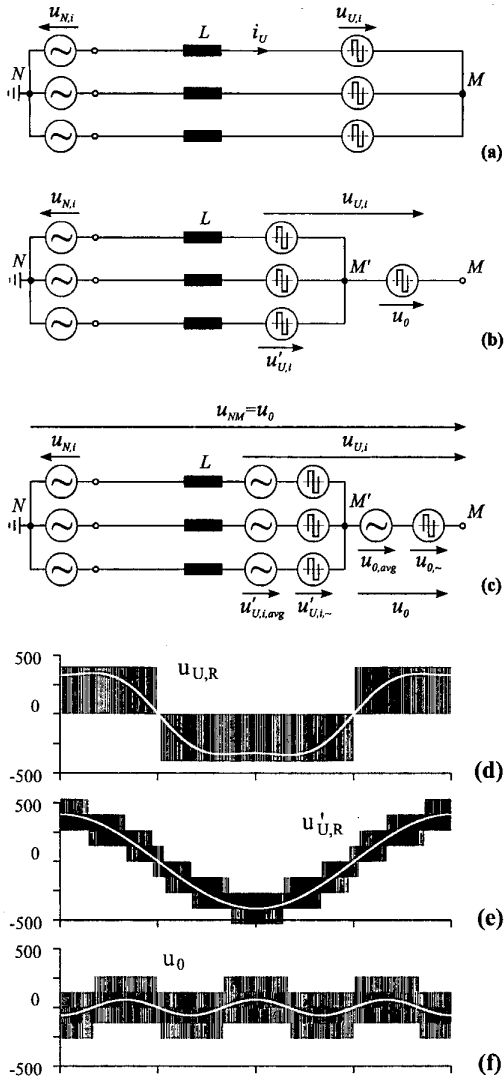 u_{N,i} L i_U u_{U,i}
N M
(a)
u_{N,i} L u_{U,i}
N M' M
u'_{U,i} u_0
(b)
u_{NM}=u_0
u_{N,i} L u_{U,i}
N M' M
u'_{U,i,avg} u'_{U,i,~} u_{0,avg} u_{0,~}
u_0
(c)
500
u_{U,R}
0
-500
(d)
500
u'_{U,R}
0
-500
(e)
500
u_0
0
-500
(f)